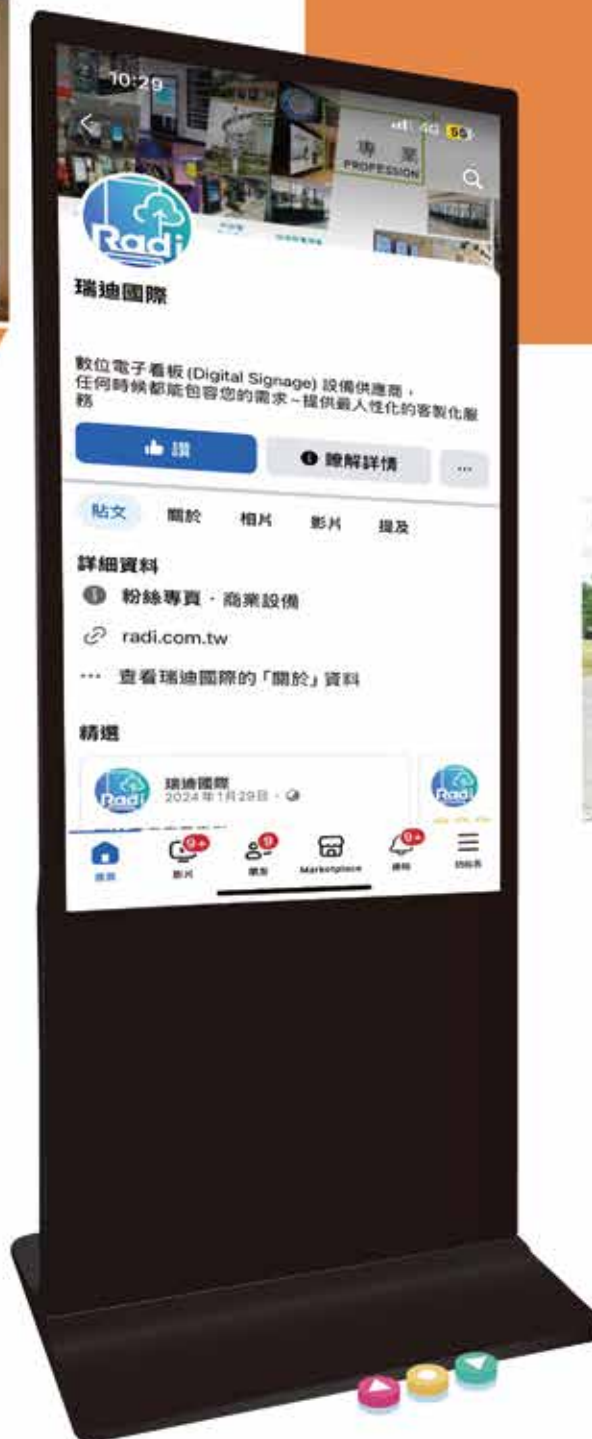 10:29
4G 56
專業
PROFESSION
Radi
瑞迪國際
數位電子看板 (Digital Signage) 設備供應商，
任何時候都能包容您的需求~提供最人性化的客製化服
務
讚
瞭解詳情
...
貼文 關於 相片 影片 提及
詳細資料
粉絲專頁 · 商業設備
radi.com.tw
... 查看瑞迪國際的「關於」資料
精選
Radi
瑞迪國際
2024年1月29日
Radi
9+ 9 9+
影片 Marketplace